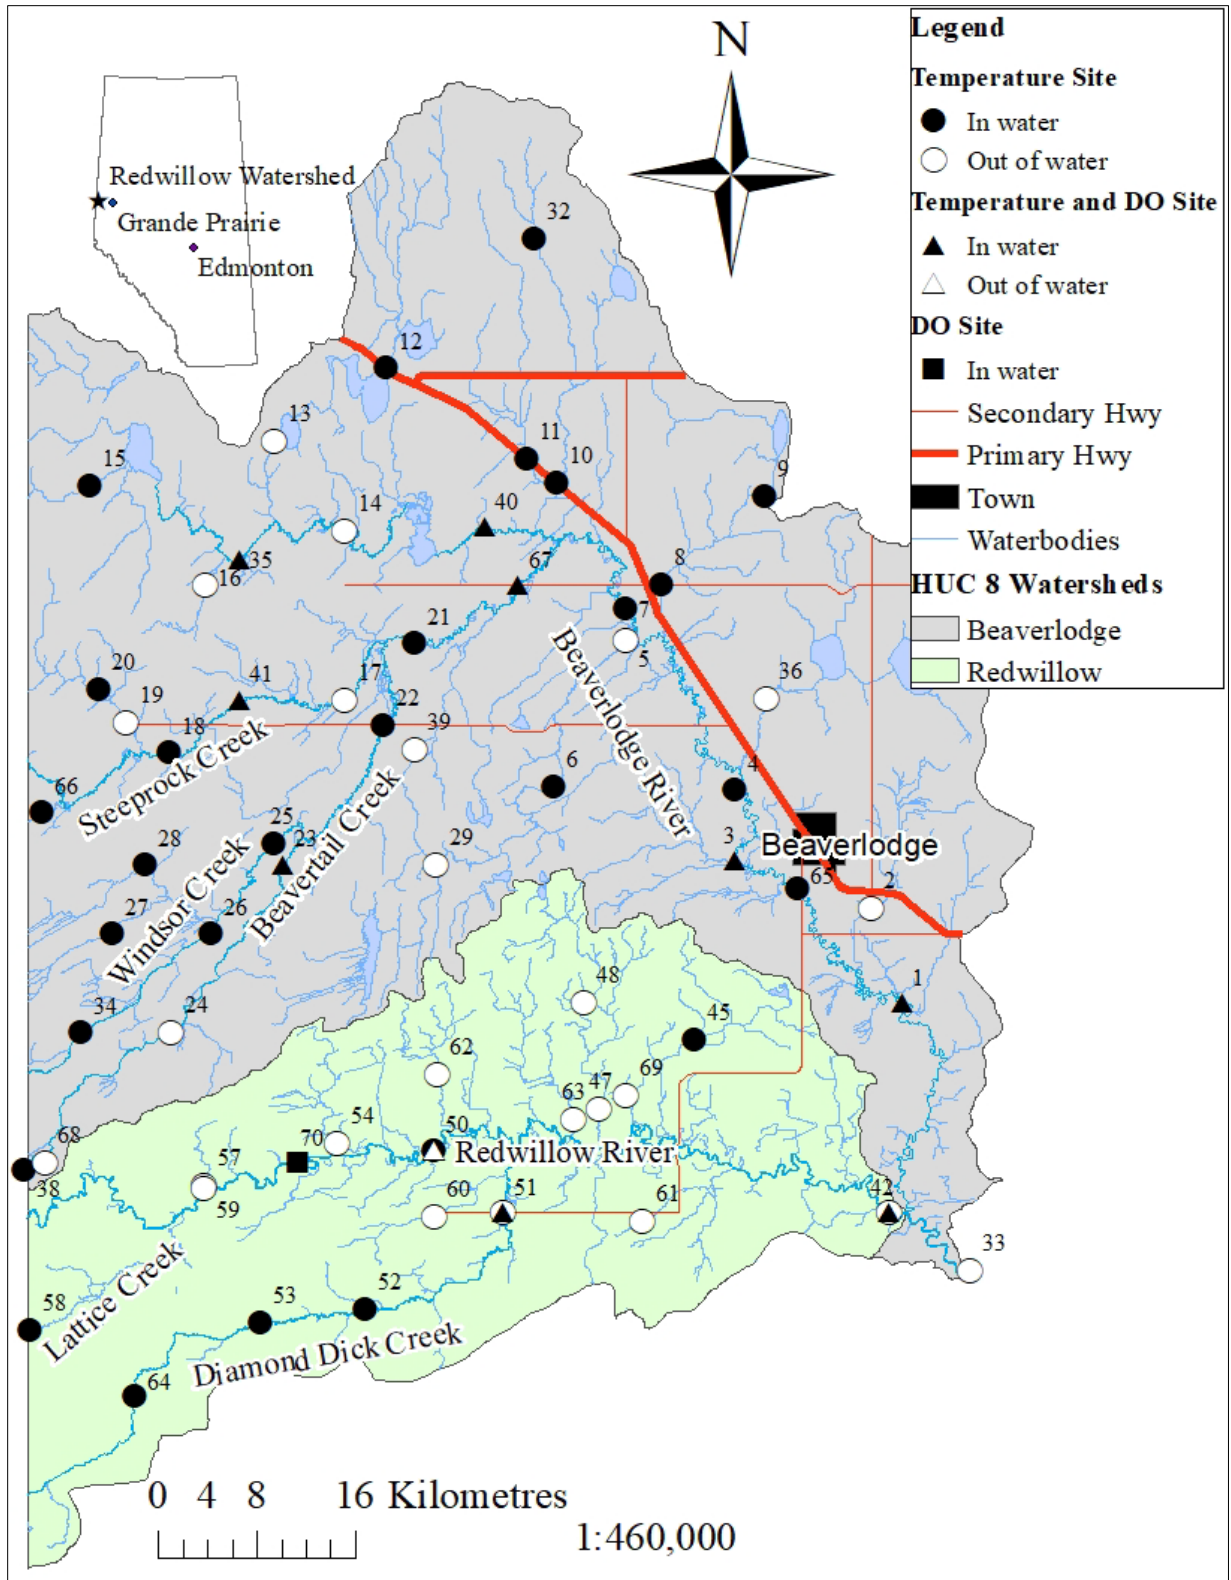 N
Legend
Temperature Site
In water
Out of water
Temperature and DO Site
In water
Out of water
DO Site
In water
Secondary Hwy
Primary Hwy
Town
Waterbodies
HUC 8 Watersheds
Beaverlodge
Redwillow
Redwillow Watershed
Grande Prairie
Edmonton
32
12
13
11
10
15
9
14
40
35
16
67
8
7
21
5
20
19
41
17
36
18
22
39
Steeprock Creek
Beaverlodge River
6
4
66
25
23
28
29
3
Beaverlodge
65
2
Windsor Creek
Beavertail Creek
27
26
34
24
1
48
45
62
63
47
69
54
50
70
Redwillow River
68
38
57
59
60
51
61
42
33
Lattice Creek
58
53
52
Diamond Dick Creek
64
0 4 8 16 Kilometres
1:460,000